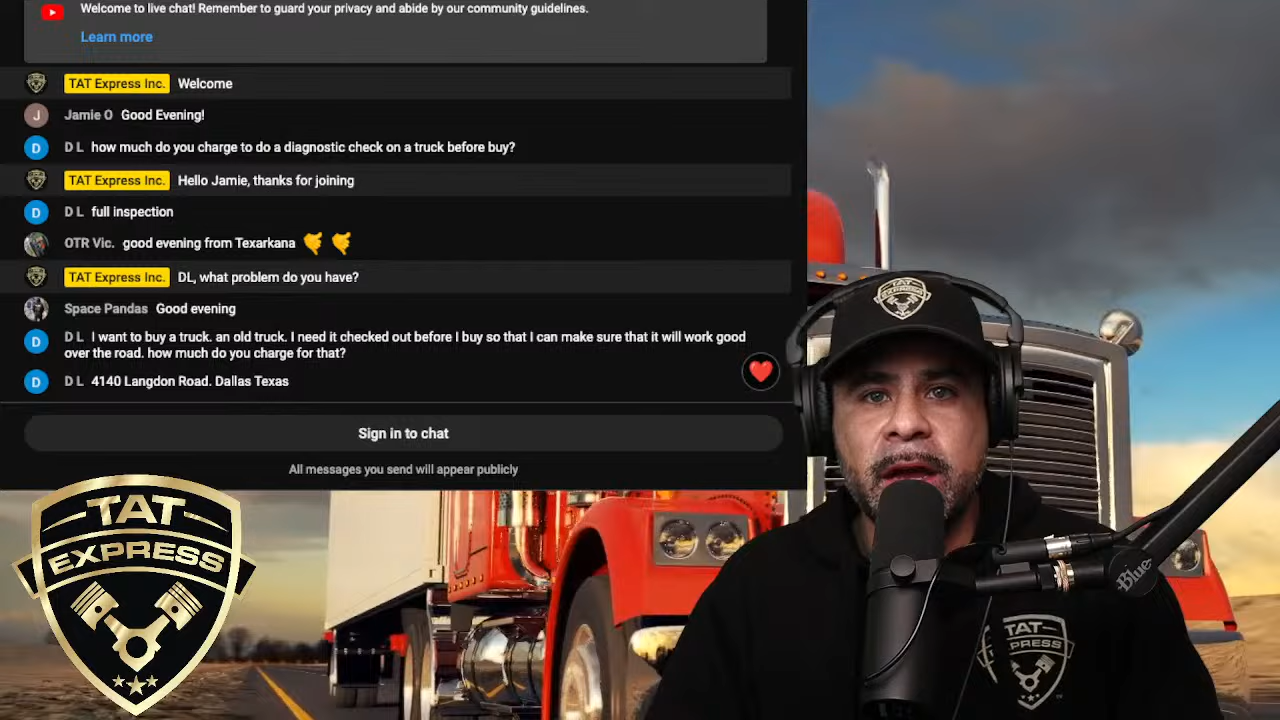 Welcome to live chat! Remember to guard your privacy and abide by our community guidelines.
Learn more
TAT Express Inc. Welcome
J Jamie O Good Evening!
D D L how much do you charge to do a diagnostic check on a truck before buy?
TAT Express Inc. Hello Jamie, thanks for joining
D D L full inspection
OTR Vic. good evening from Texarkana
TAT Express Inc. DL, what problem do you have?
Space Pandas Good evening
D D L I want to buy a truck. an old truck. I need it checked out before I buy so that I can make sure that it will work good
over the road. how much do you charge for that?
D D L 4140 Langdon Road. Dallas Texas
Sign in to chat
All messages you send will appear publicly
TAT
EXPRESS
TAT
EXPRESS
Blue
TAT
EXPRESS